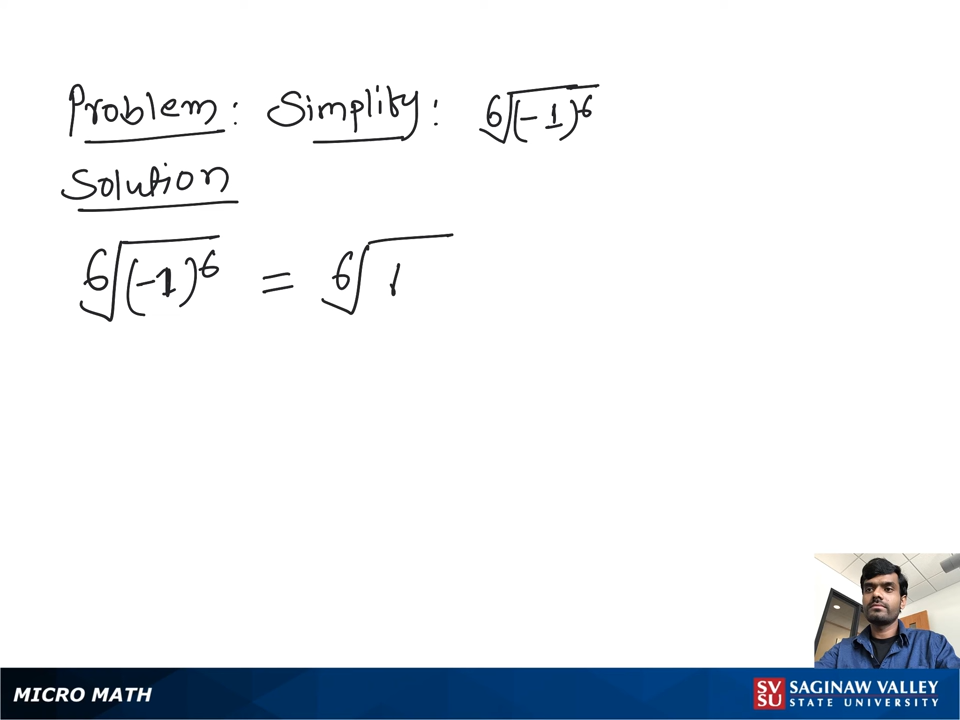 Problem: Simplify: ⁶√(-1)⁶
Solution
⁶√(-1)⁶ = ⁶√1
MICRO MATH
SVSU SAGINAW VALLEY
STATE UNIVERSITY